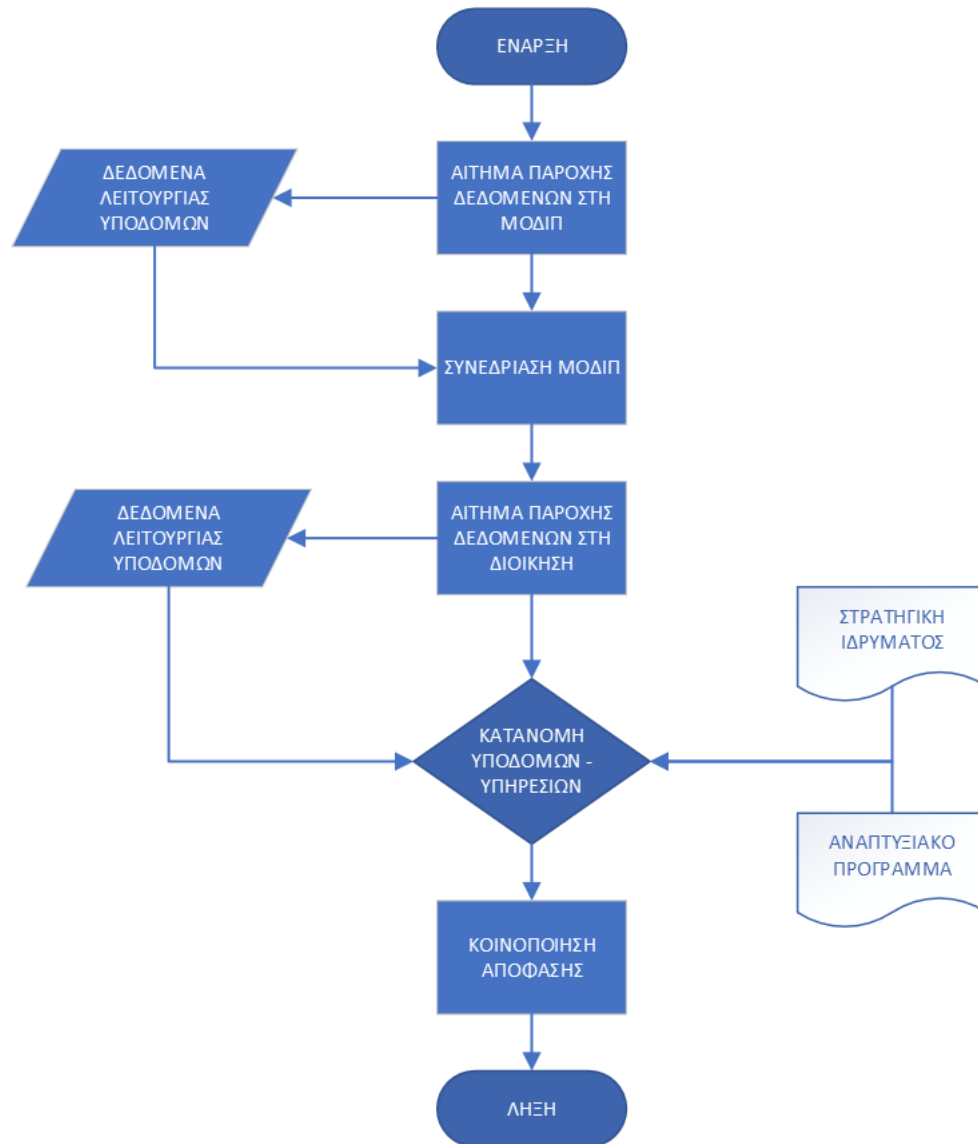 ΕΝΑΡΞΗ
ΑΙΤΗΜΑ ΠΑΡΟΧΗΣ
ΔΕΔΟΜΕΝΩΝ ΣΤΗ
ΜΟΔΙΠ
ΔΕΔΟΜΕΝΑ
ΛΕΙΤΟΥΡΓΙΑΣ
ΥΠΟΔΟΜΩΝ
ΣΥΝΕΔΡΙΑΣΗ ΜΟΔΙΠ
ΑΙΤΗΜΑ ΠΑΡΟΧΗΣ
ΔΕΔΟΜΕΝΩΝ ΣΤΗ
ΔΙΟΙΚΗΣΗ
ΔΕΔΟΜΕΝΑ
ΛΕΙΤΟΥΡΓΙΑΣ
ΥΠΟΔΟΜΩΝ
ΣΤΡΑΤΗΓΙΚΗ
ΙΔΡΥΜΑΤΟΣ
ΚΑΤΑΝΟΜΗ
ΥΠΟΔΟΜΩΝ -
ΥΠΗΡΕΣΙΩΝ
ΑΝΑΠΤΥΞΙΑΚΟ
ΠΡΟΓΡΑΜΜΑ
ΚΟΙΝΟΠΟΙΗΣΗ
ΑΠΟΦΑΣΗΣ
ΛΗΞΗ